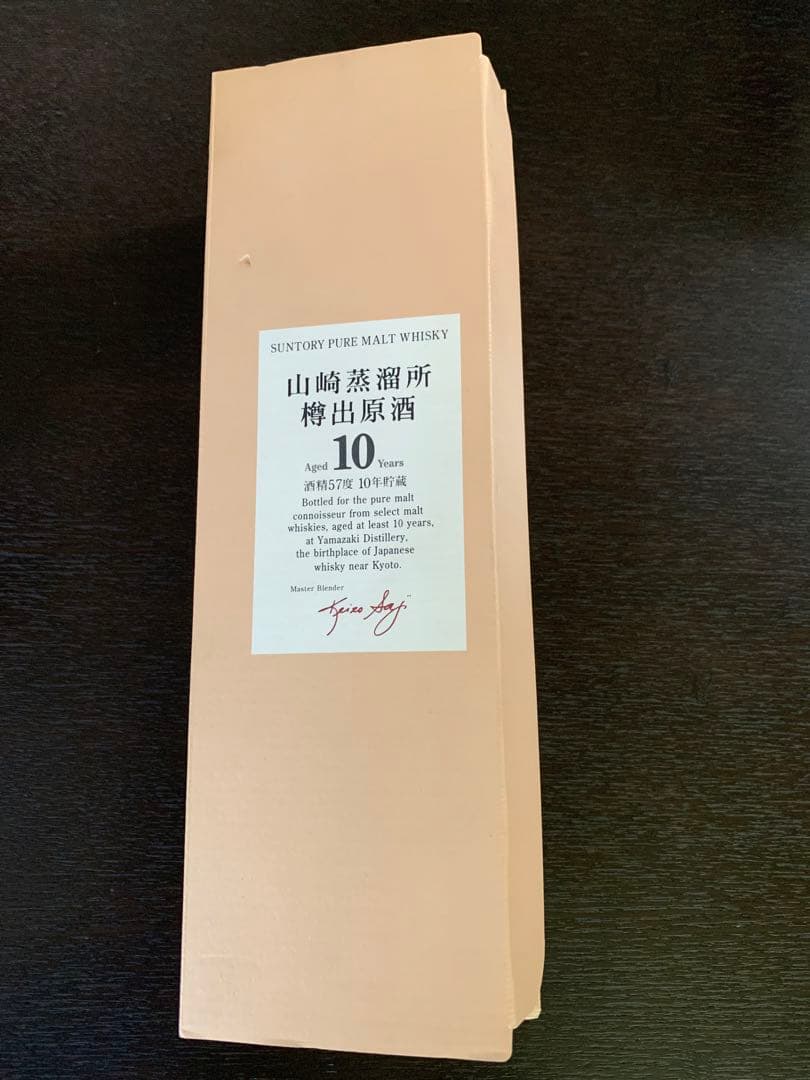 SUNTORY PURE MALT WHISKY
山崎蒸溜所
樽出原酒
Aged 10 Years
酒精57度 10年貯蔵
Bottled for the pure malt
connoisseur from select malt
whiskies, aged at least 10 years,
at Yamazaki Distillery,
the birthplace of Japanese
whisky near Kyoto.
Master Blender
Keizo Saji